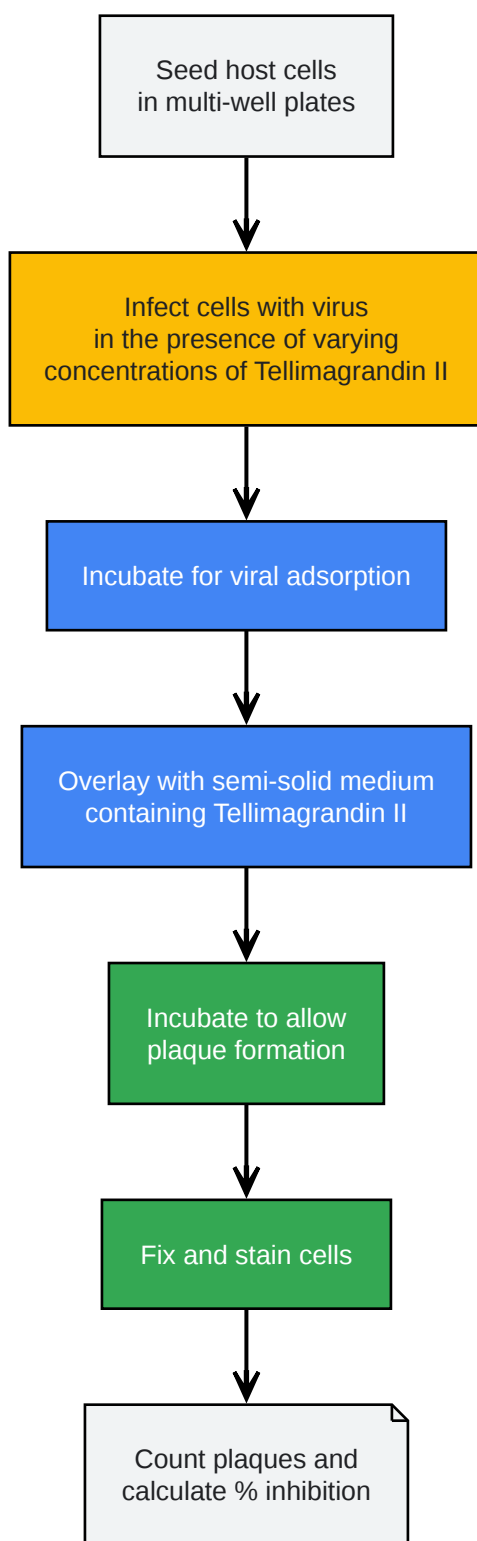 Seed host cells
in multi-well plates
Infect cells with virus
in the presence of varying
concentrations of Tellimagrandin II
Incubate for viral adsorption
Overlay with semi-solid medium
containing Tellimagrandin II
Incubate to allow
plaque formation
Fix and stain cells
Count plaques and
calculate % inhibition